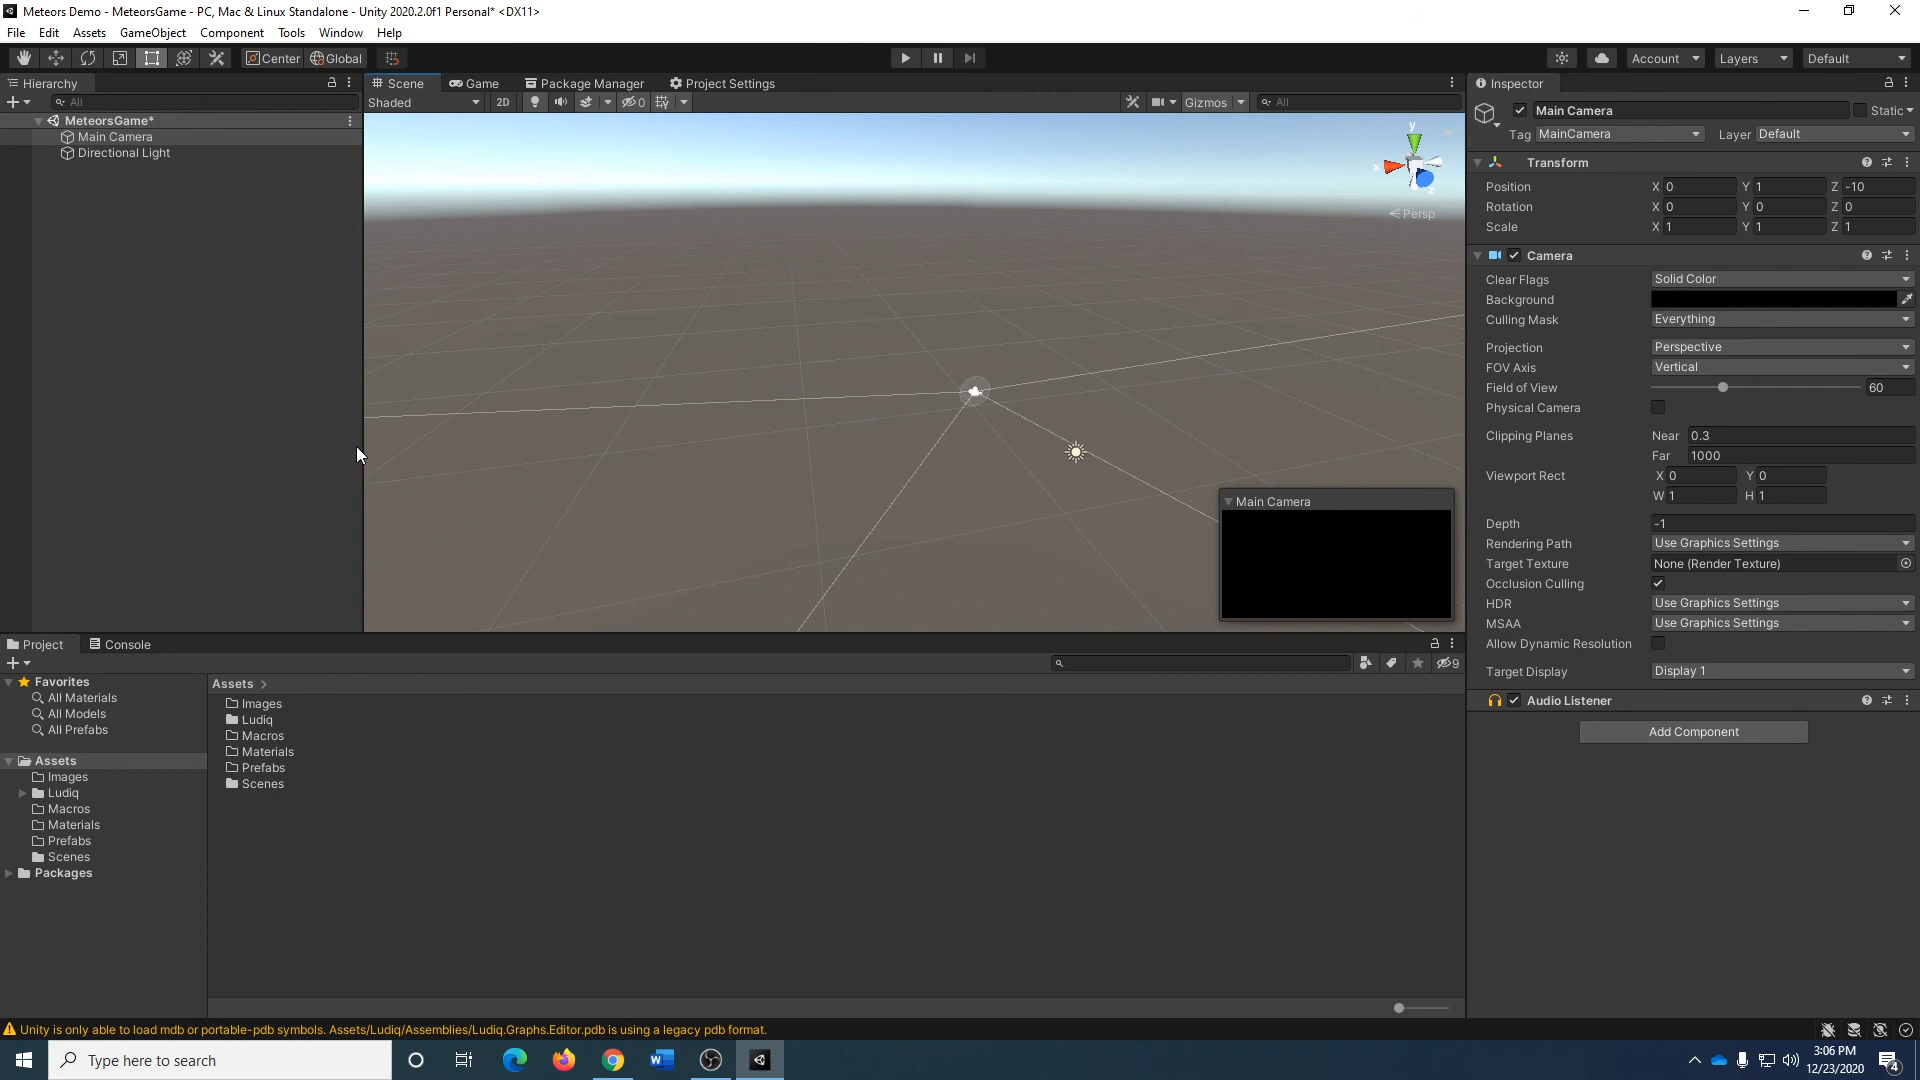 Meteors Demo - MeteorsGame - PC, Mac & Linux Standalone - Unity 2020.2.0f1 Personal* <DX11>
File Edit Assets GameObject Component Tools Window Help
Center Global Account Layers Default
Hierarchy Scene Game Package Manager Project Settings Inspector
All Shaded 2D 0 Gizmos All
MeteorsGame*
Main Camera
Directional Light
y
x
z
Persp
Main Camera
Main Camera Static
Tag MainCamera Layer Default
Transform
Position X 0 Y 1 Z -10
Rotation X 0 Y 0 Z 0
Scale X 1 Y 1 Z 1
Camera
Clear Flags Solid Color
Background
Culling Mask Everything
Projection Perspective
FOV Axis Vertical
Field of View 60
Physical Camera
Clipping Planes Near 0.3
Far 1000
Viewport Rect X 0 Y 0
W 1 H 1
Depth -1
Rendering Path Use Graphics Settings
Target Texture None (Render Texture)
Occlusion Culling
HDR Use Graphics Settings
MSAA Use Graphics Settings
Allow Dynamic Resolution
Target Display Display 1
Audio Listener
Add Component
Project Console
9
Favorites
All Materials
All Models
All Prefabs
Assets
Images
Ludiq
Macros
Materials
Prefabs
Scenes
Packages
Assets >
Images
Ludiq
Macros
Materials
Prefabs
Scenes
Unity is only able to load mdb or portable-pdb symbols. Assets/Ludiq/Assemblies/Ludiq.Graphs.Editor.pdb is using a legacy pdb format.
Type here to search
3:06 PM
12/23/2020
4